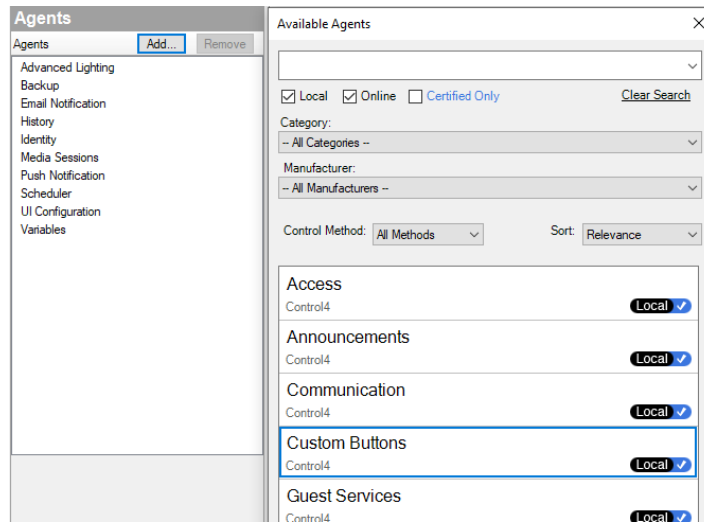 Agents
Agents Add... Remove
Advanced Lighting
Backup
Email Notification
History
Identity
Media Sessions
Push Notification
Scheduler
UI Configuration
Variables
Available Agents
Local Online Certified Only Clear Search
Category:
-- All Categories --
Manufacturer:
-- All Manufacturers --
Control Method: All Methods Sort: Relevance
Access
Control4 Local
Announcements
Control4 Local
Communication
Control4 Local
Custom Buttons
Control4 Local
Guest Services
Control4 Local